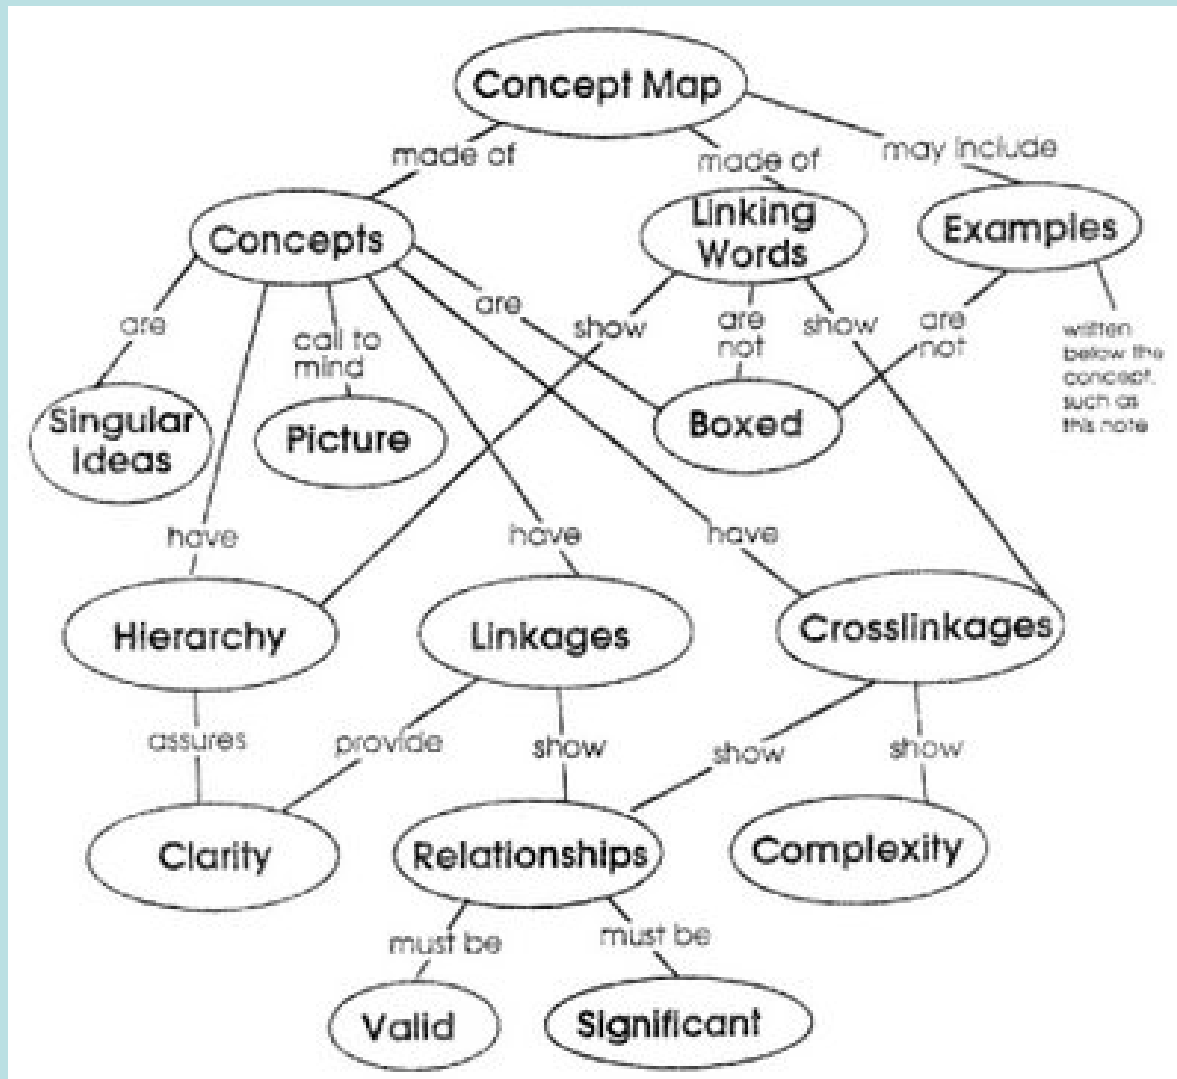 Concept Map
made of
made of
may include
Concepts
Linking
Words
Examples
are
call to
mind
are
show
are
not
show
are
not
written
below the
concept,
such as
this note
Singular
Ideas
Picture
Boxed
have
have
have
Hierarchy
Linkages
Crosslinkages
assures
provide
show
show
show
Clarity
Relationships
Complexity
must be
must be
Valid
Significant